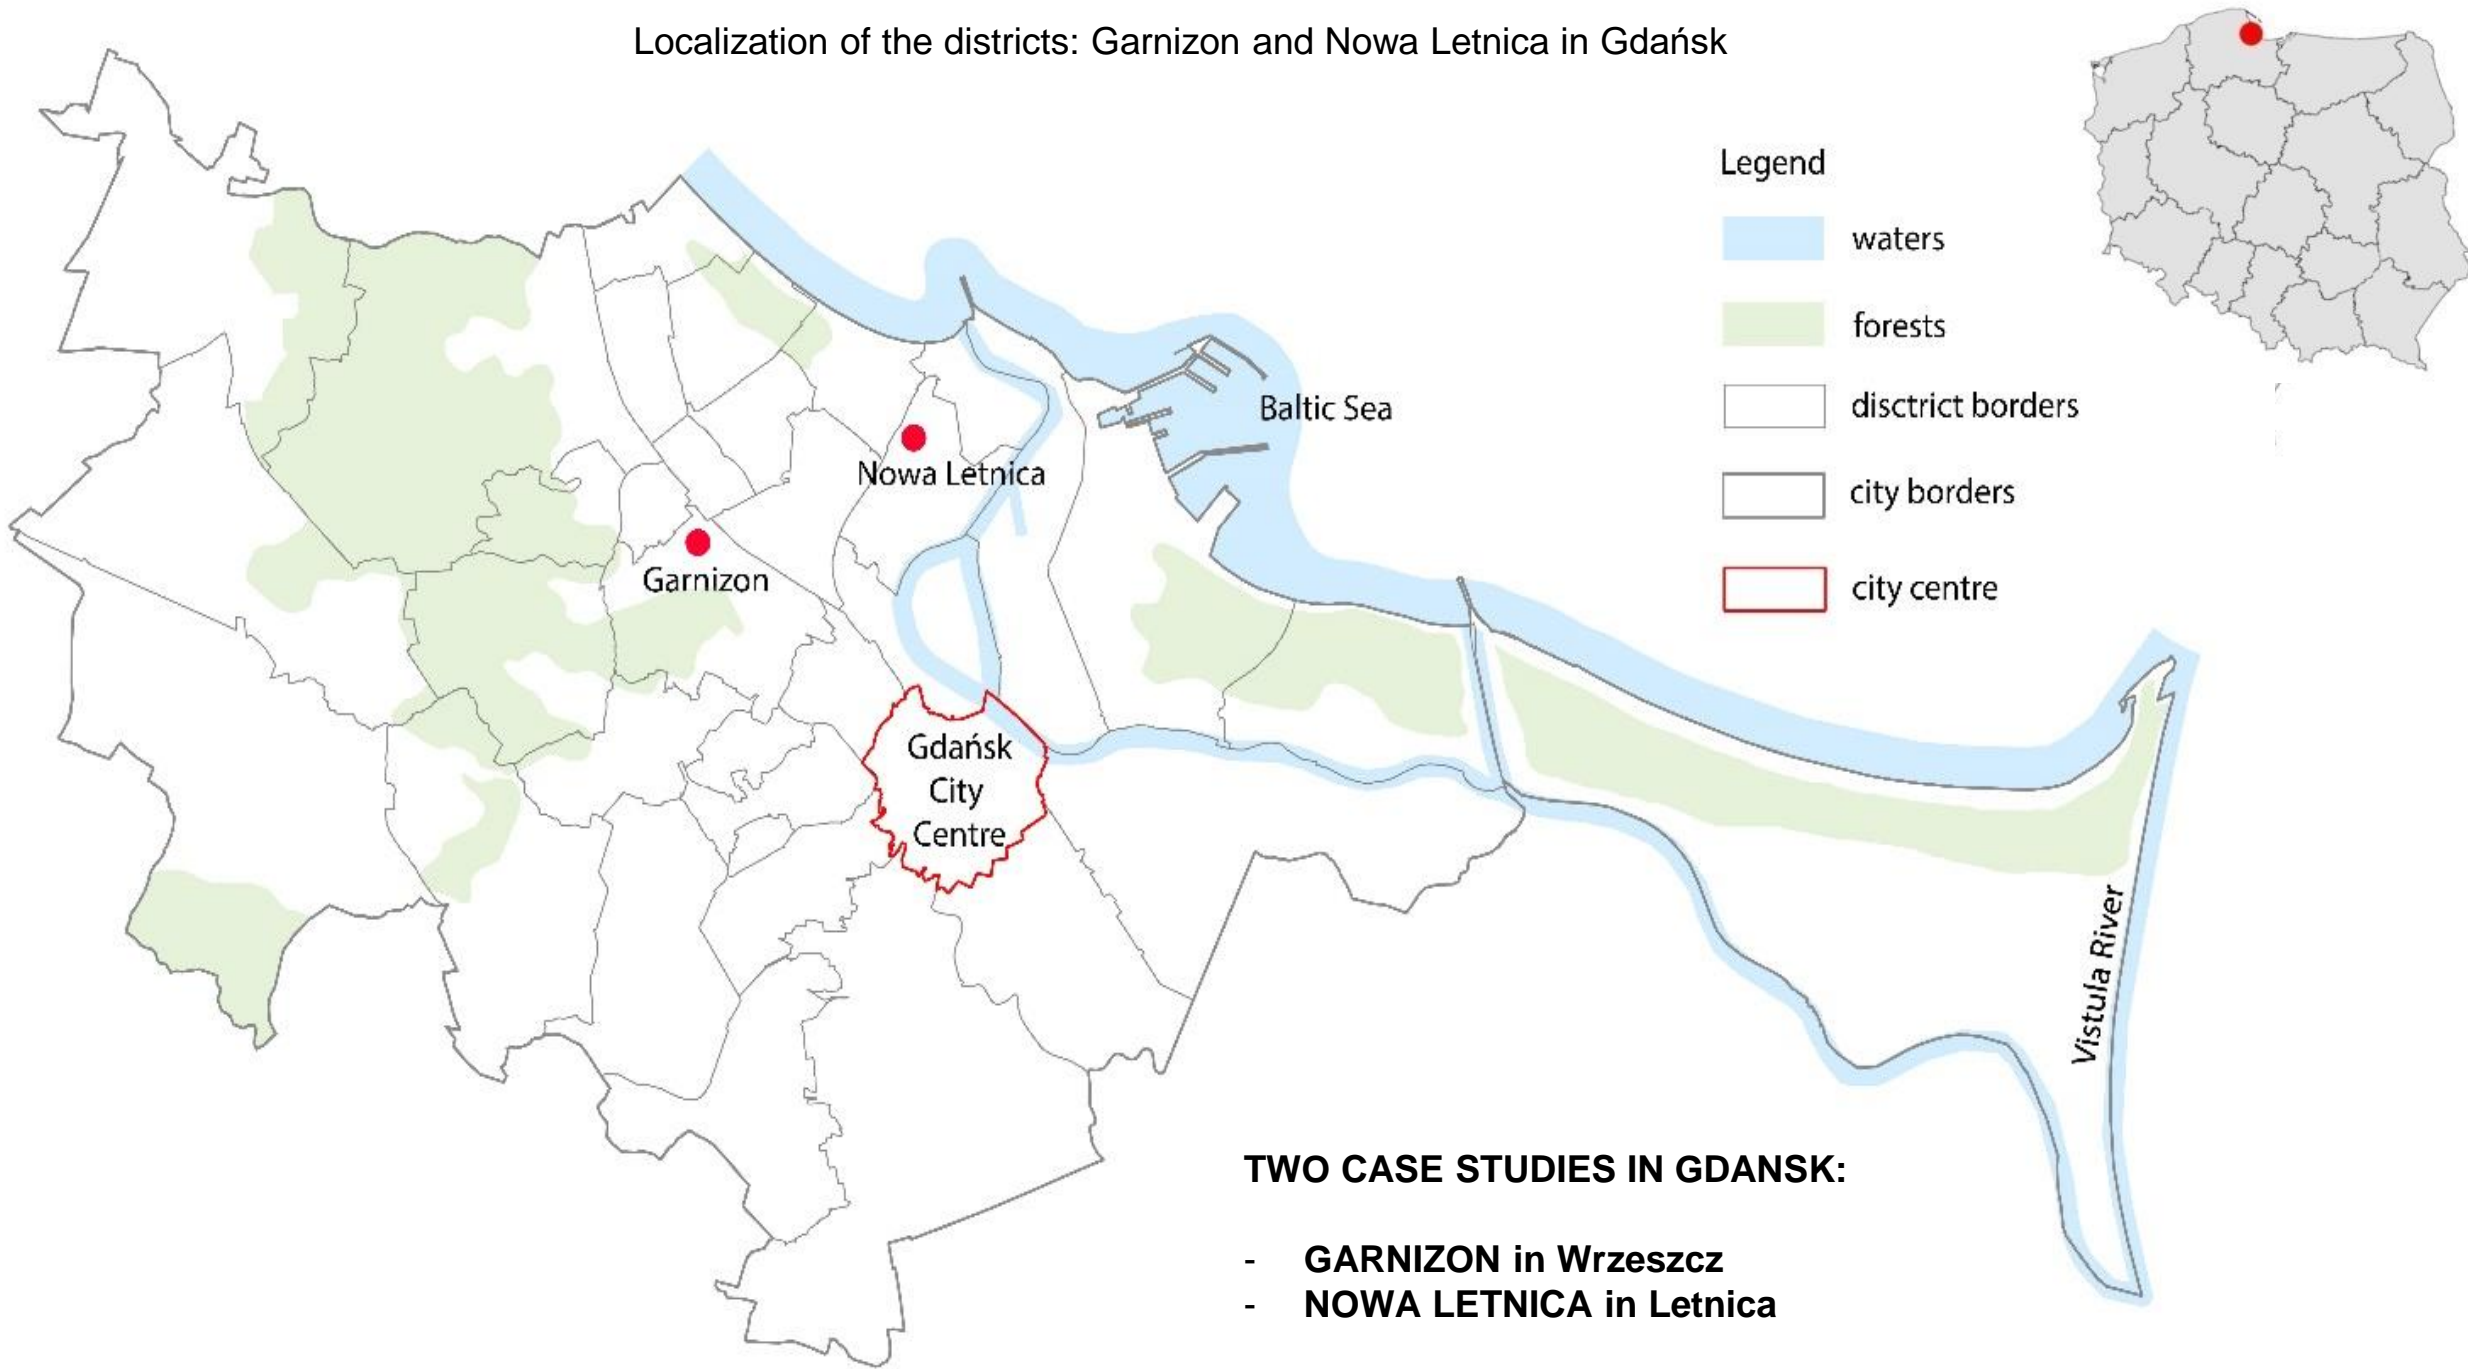 Localization of the districts: Garnizon and Nowa Letnica in Gdańsk
Legend
waters
forests
disctrict borders
city borders
city centre
Baltic Sea
Nowa Letnica
Garnizon
Gdańsk
City
Centre
Vistula River
TWO CASE STUDIES IN GDANSK:
- GARNIZON in Wrzeszcz
- NOWA LETNICA in Letnica